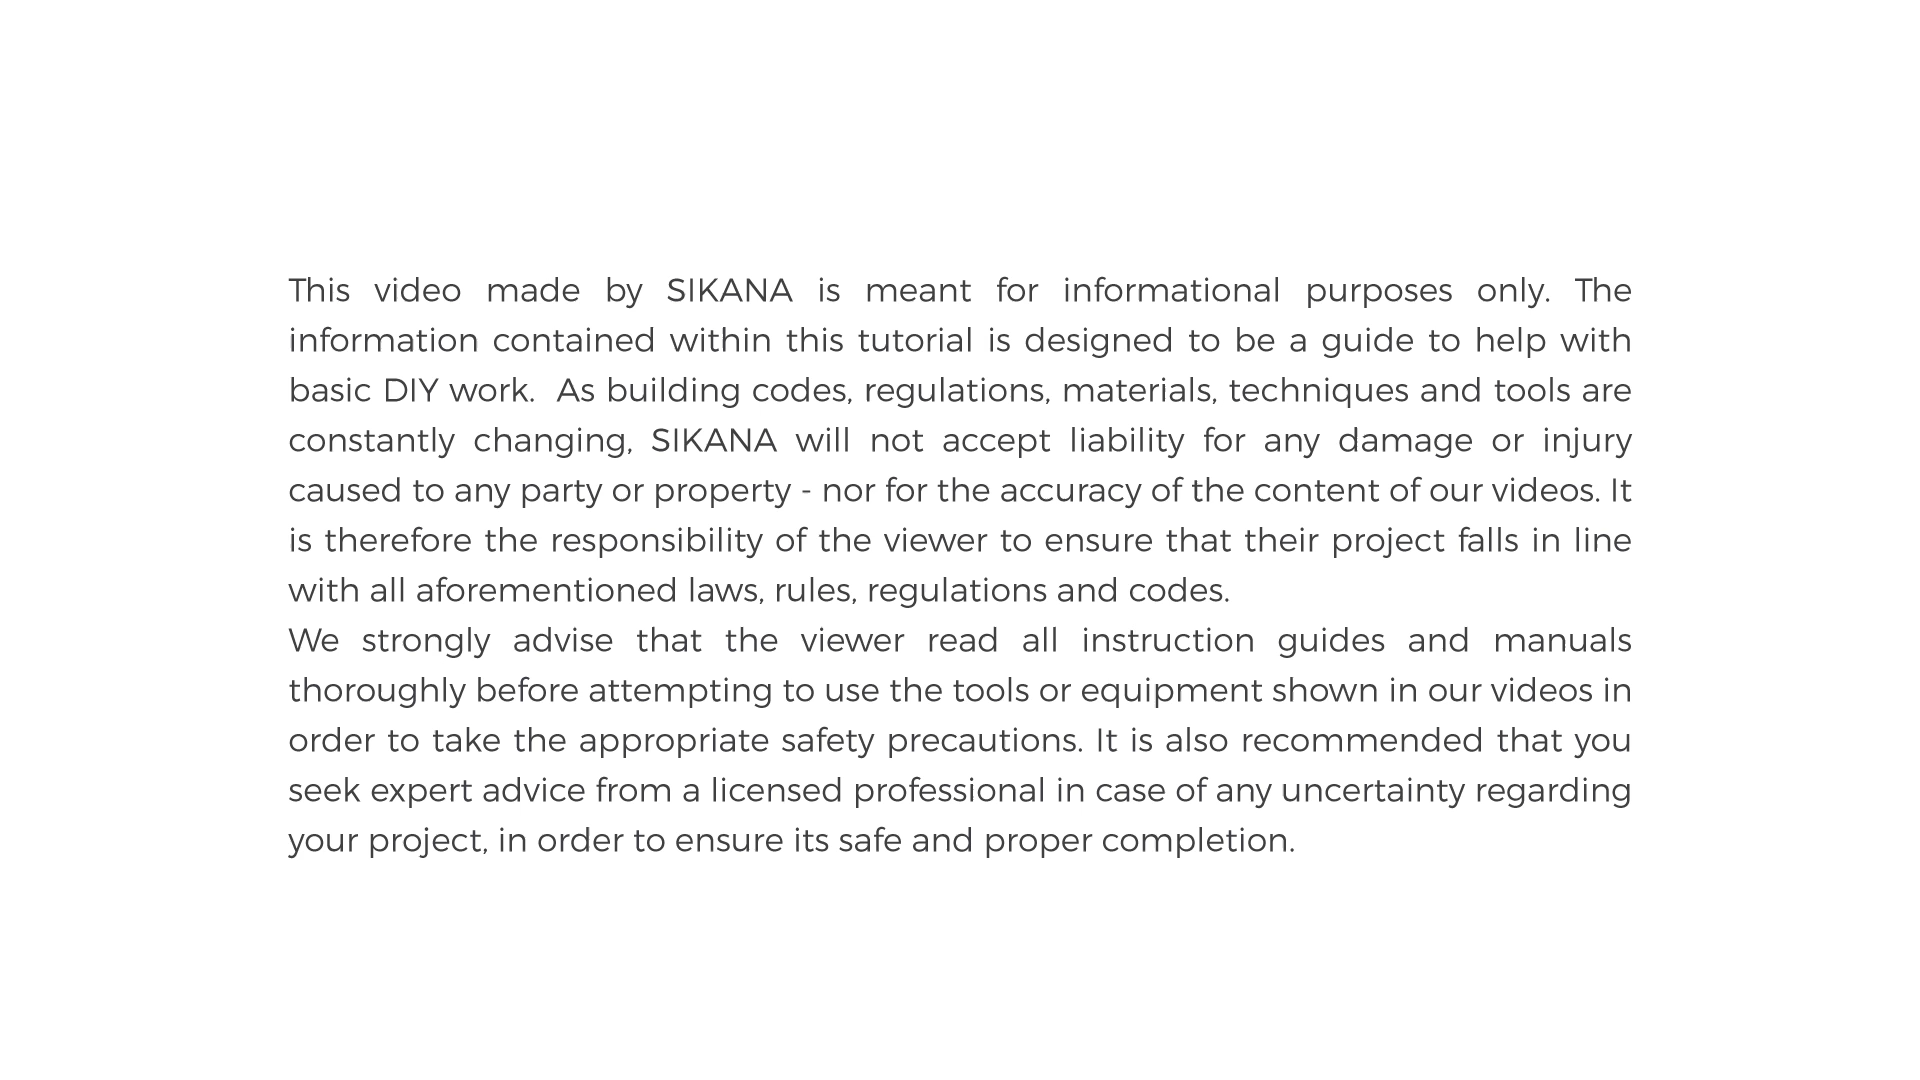 This video made by SIKANA is meant for informational purposes only. The
information contained within this tutorial is designed to be a guide to help with
basic DIY work.  As building codes, regulations, materials, techniques and tools are
constantly changing, SIKANA will not accept liability for any damage or injury
caused to any party or property - nor for the accuracy of the content of our videos. It
is therefore the responsibility of the viewer to ensure that their project falls in line
with all aforementioned laws, rules, regulations and codes.
We strongly advise that the viewer read all instruction guides and manuals
thoroughly before attempting to use the tools or equipment shown in our videos in
order to take the appropriate safety precautions. It is also recommended that you
seek expert advice from a licensed professional in case of any uncertainty regarding
your project, in order to ensure its safe and proper completion.